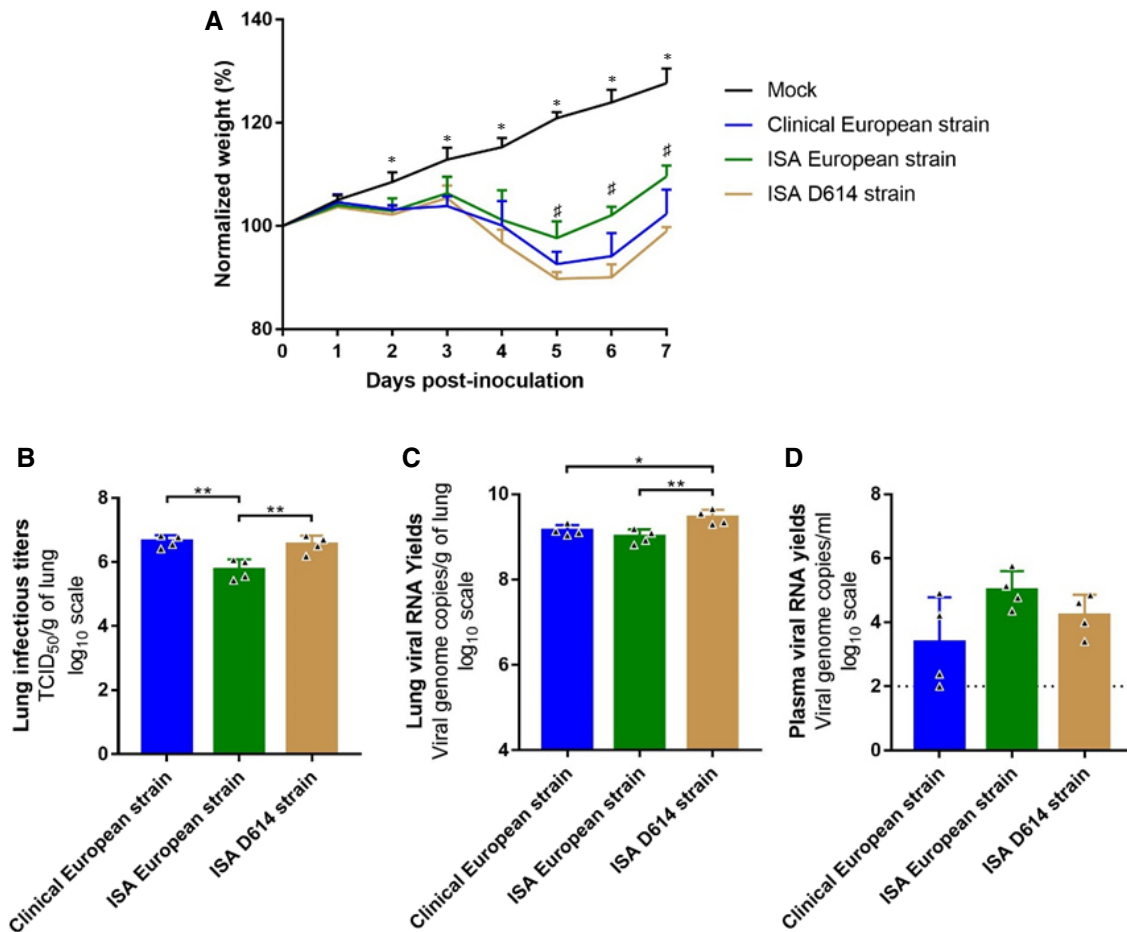 A
Normalized weight (%)
140
120
100
80
* * * * * *
♯ ♯ ♯
0 1 2 3 4 5 6 7
Days post-inoculation
Mock
Clinical European strain
ISA European strain
ISA D614 strain
B
Lung infectious titers
TCID50/g of lung
log10 scale
8
6
4
2
0
** **
Clinical European strain
ISA European strain
ISA D614 strain
C
Lung viral RNA Yields
Viral genome copies/g of lung
log10 scale
10
8
6
4
*
**
Clinical European strain
ISA European strain
ISA D614 strain
D
Plasma viral RNA yields
Viral genome copies/ml
log10 scale
8
6
4
2
0
Clinical European strain
ISA European strain
ISA D614 strain